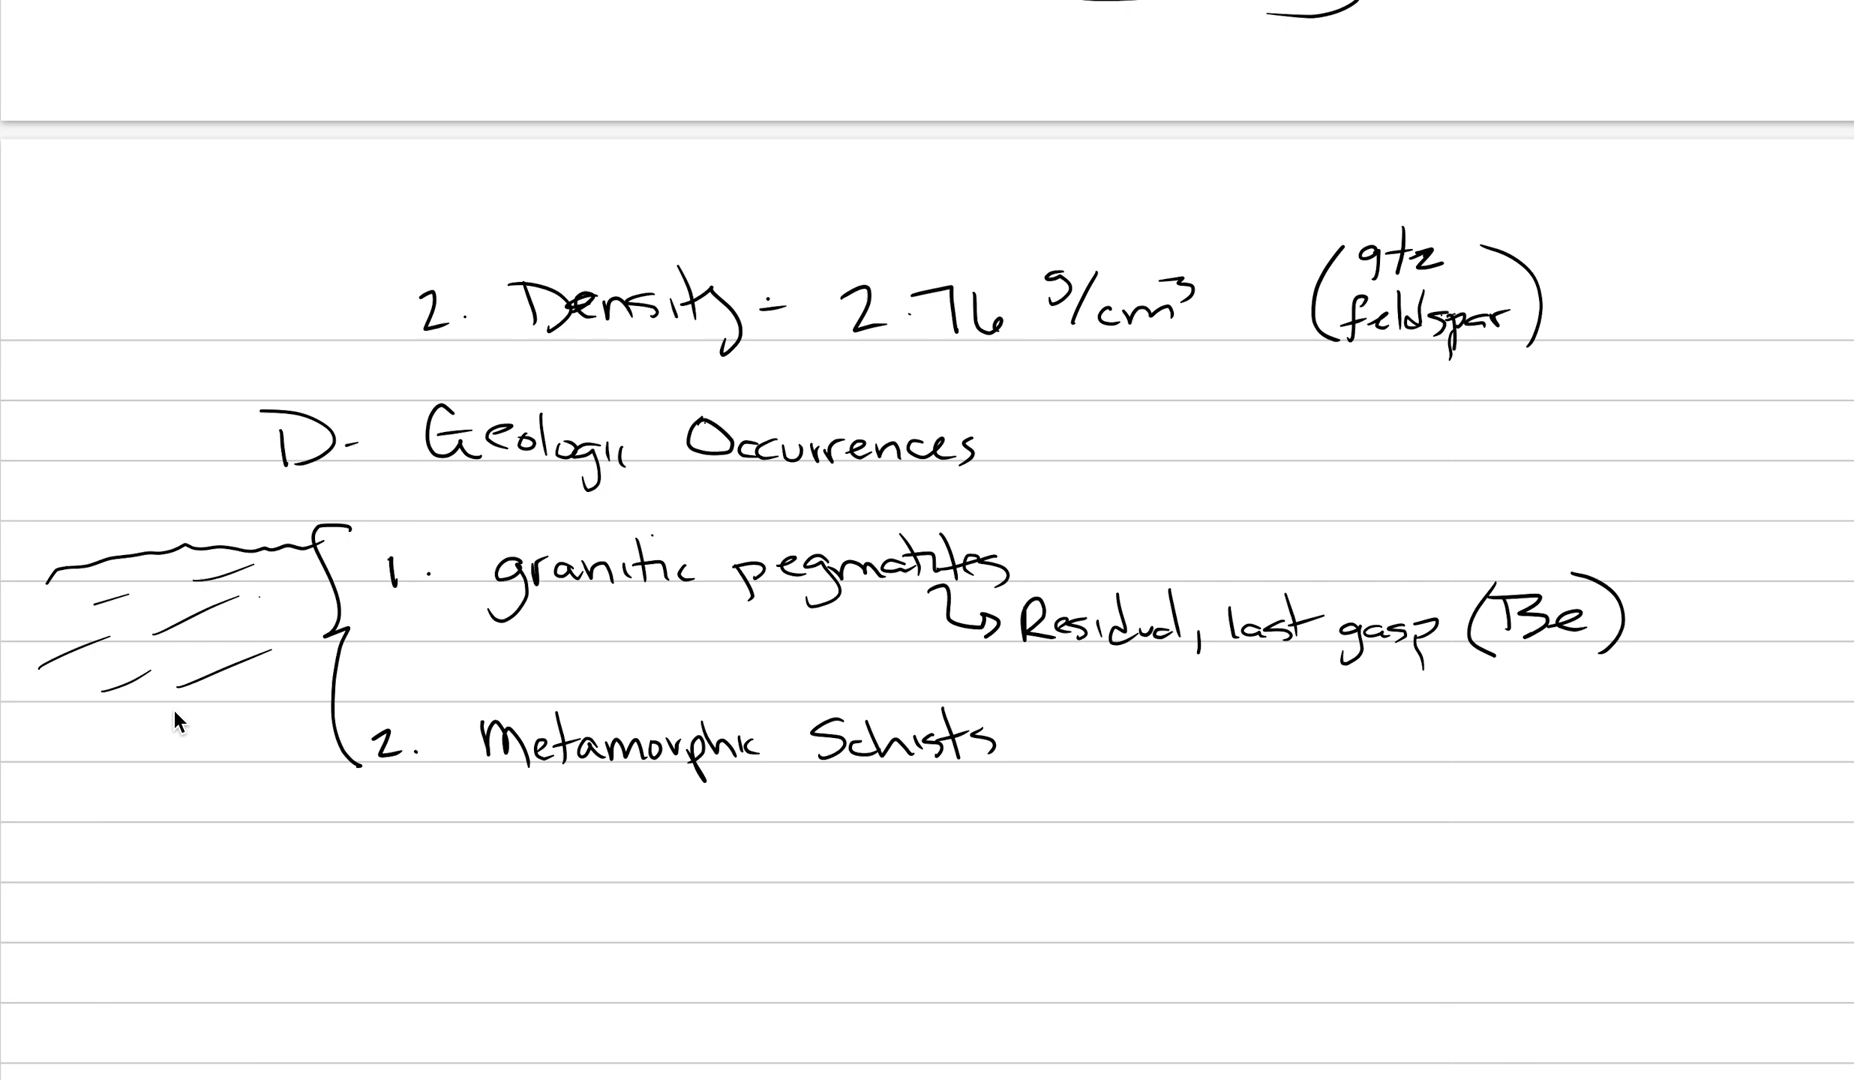 2. Density = 2.76 g/cm³ (qtz feldspar)
D. Geologic Occurrences
1. granitic pegmatites
↳ Residual, last gasp (Be)
2. Metamorphic Schists